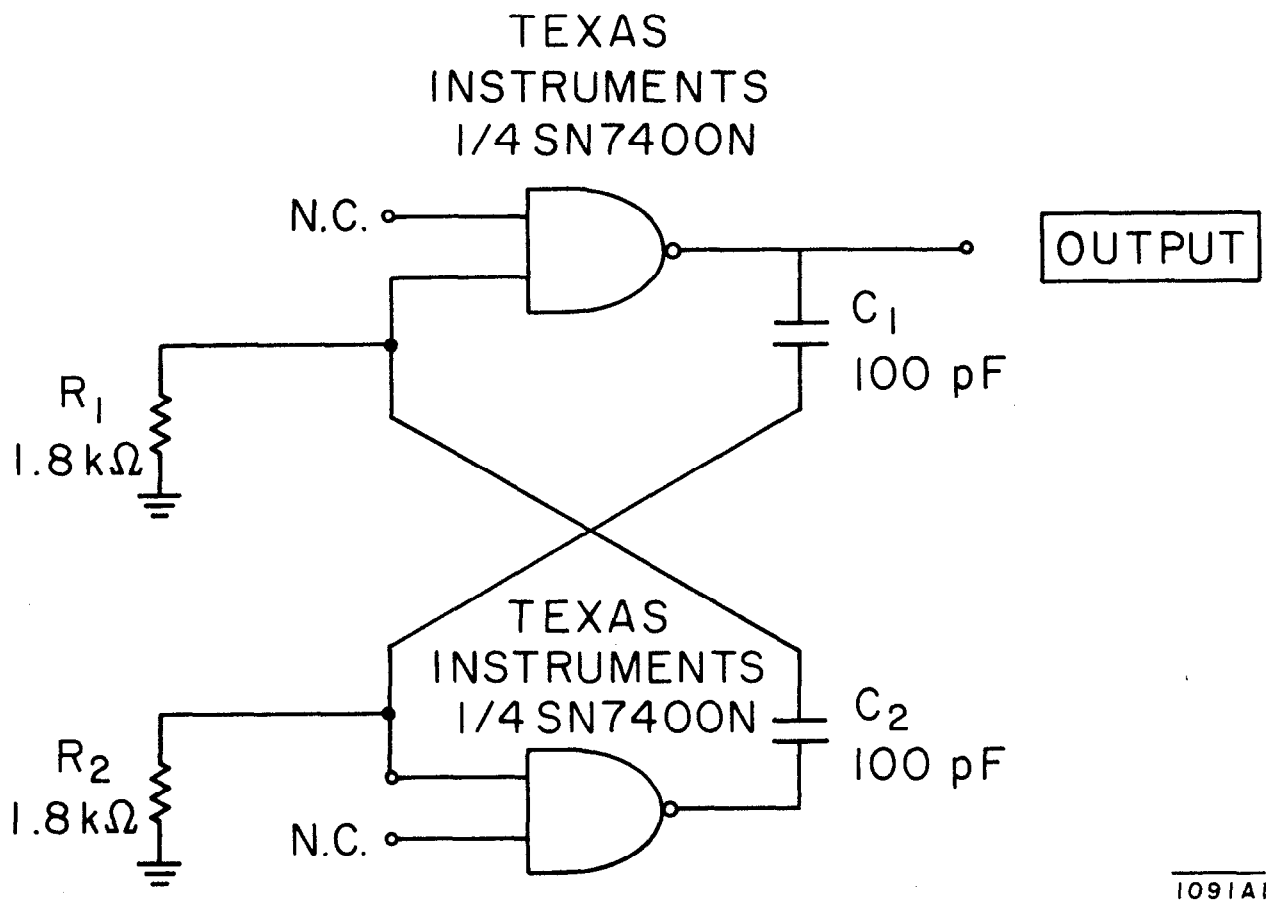 TEXAS
INSTRUMENTS
1/4 SN7400N
N.C.
OUTPUT
C1
100 pF
R1
1.8 kΩ
TEXAS
INSTRUMENTS
1/4 SN7400N
C2
100 pF
R2
1.8 kΩ
N.C.
1091A1